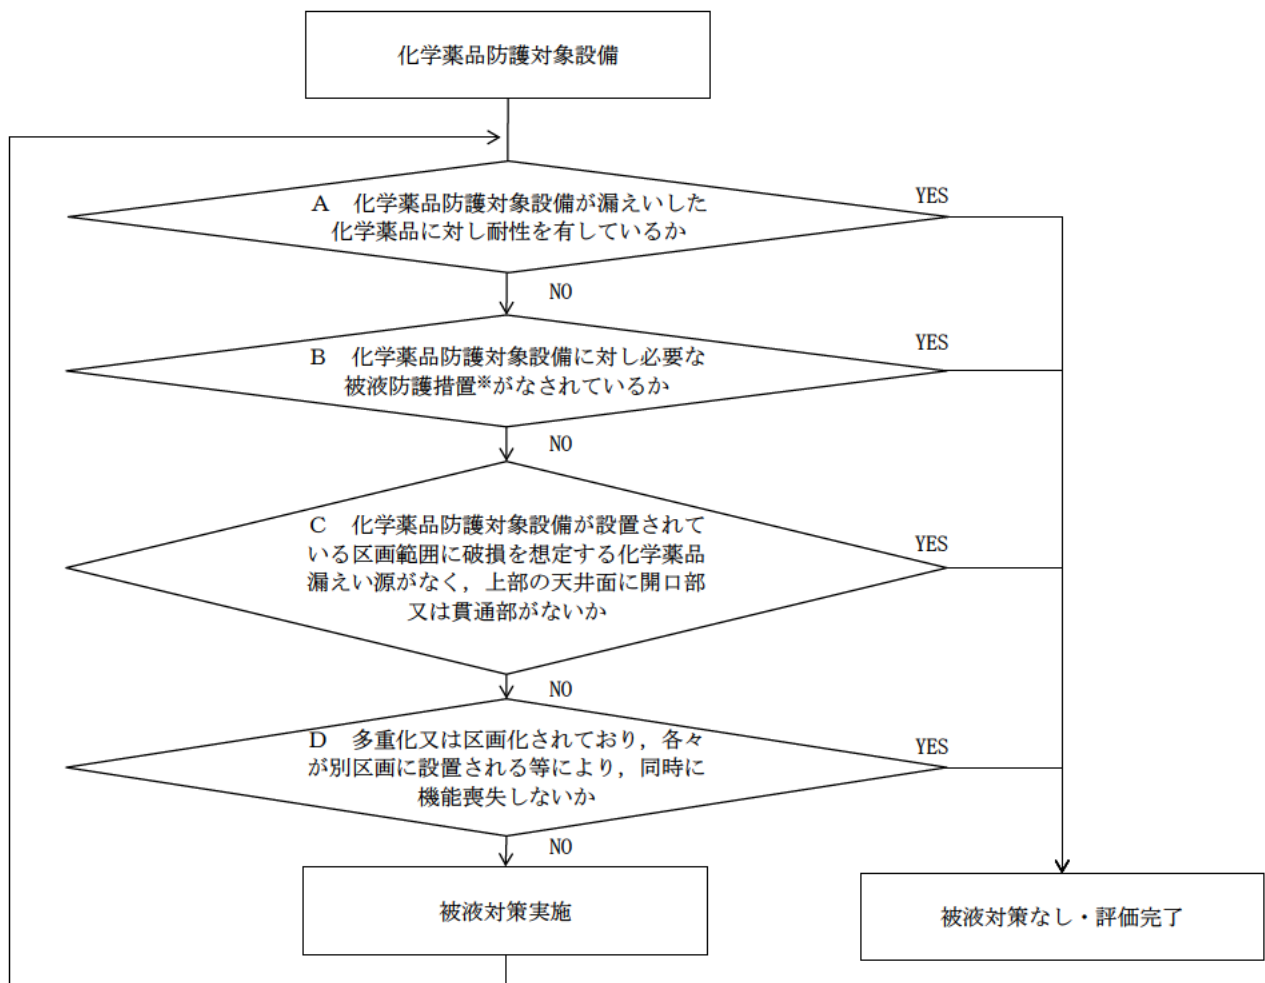 化学薬品防護対象設備
YES
A　化学薬品防護対象設備が漏えいした
化学薬品に対し耐性を有しているか
NO
YES
B　化学薬品防護対象設備に対し必要な
被液防護措置※がなされているか
NO
C　化学薬品防護対象設備が設置されて
いる区画範囲に破損を想定する化学薬品
YES
漏えい源がなく，上部の天井面に開口部
又は貫通部がないか
NO
D　多重化又は区画化されており，各々
YES
が別区画に設置される等により，同時に
機能喪失しないか
NO
被液対策実施
被液対策なし・評価完了